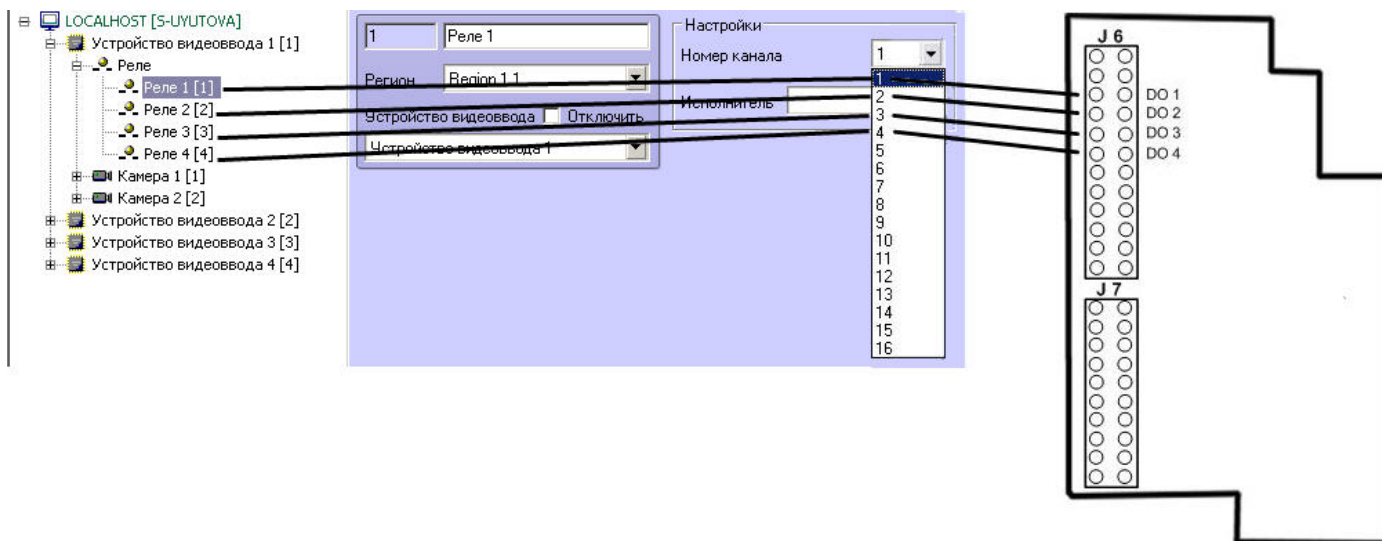 LOCALHOST [S-UYUTOVA]
Устройство видеоввода 1 [1]
Реле
Реле 1 [1]
Реле 2 [2]
Реле 3 [3]
Реле 4 [4]
Камера 1 [1]
Камера 2 [2]
Устройство видеоввода 2 [2]
Устройство видеоввода 3 [3]
Устройство видеоввода 4 [4]
1 Реле 1
Регион Region 1.1
Устройство видеоввода Отключить
Устройство видеоввода 1
Настройки
Номер канала 1
Исполнитель
1
2
3
4
5
6
7
8
9
10
11
12
13
14
15
16
J 6
DO 1
DO 2
DO 3
DO 4
J 7